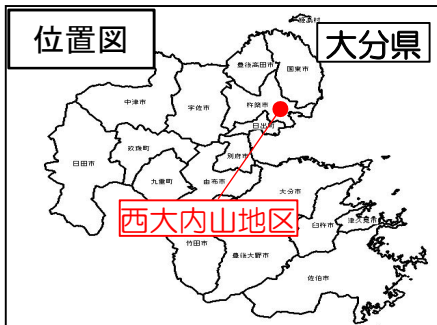 位置図
大分県
姫島村
豊後高田市
国東市
中津市
宇佐市
杵築市
日出町
日田市
玖珠町
別府市
九重町
由布市
大分市
西大内山地区
臼杵市
津久見市
竹田市
豊後大野市
佐伯市